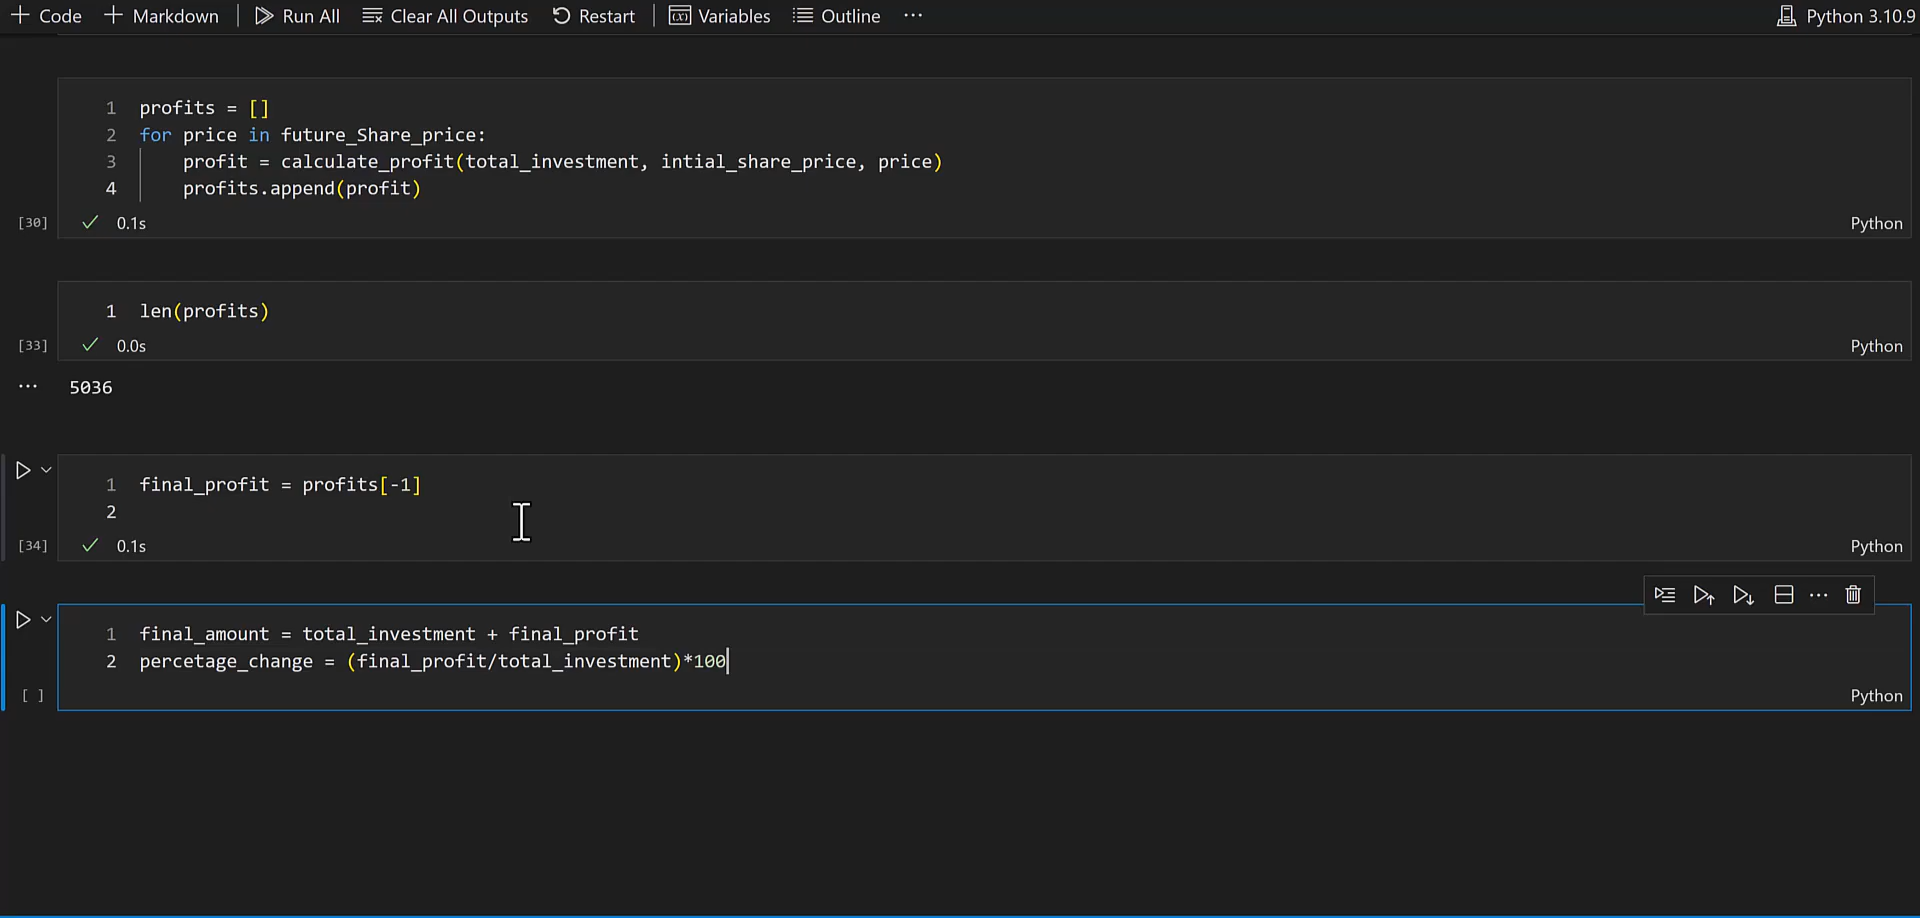 Code Markdown Run All Clear All Outputs Restart Variables Outline ... Python 3.10.9
1 profits = []
2 for price in future_Share_price:
3 profit = calculate_profit(total_investment, intial_share_price, price)
4 profits.append(profit)
[30] 0.1s Python
1 len(profits)
[33] 0.0s Python
... 5036
1 final_profit = profits[-1]
2
[34] 0.1s Python
1 final_amount = total_investment + final_profit
2 percetage_change = (final_profit/total_investment)*100
[ ] Python